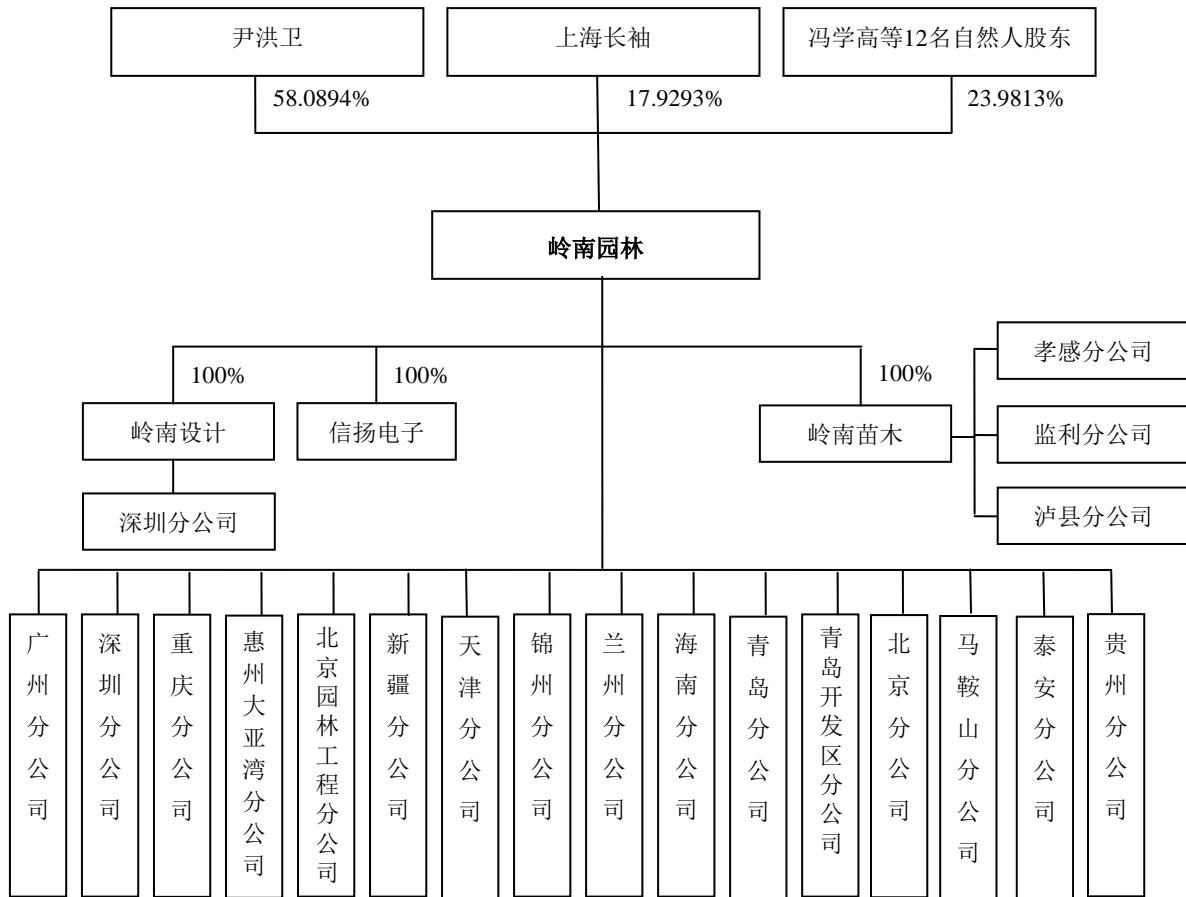 尹洪卫
上海长袖
冯学高等12名自然人股东
58.0894%
17.9293%
23.9813%
岭南园林
100%
100%
100%
岭南设计
信扬电子
岭南苗木
孝感分公司
监利分公司
泸县分公司
深圳分公司
广州分公司
深圳分公司
重庆分公司
惠州大亚湾分公司
北京园林工程分公司
新疆分公司
天津分公司
锦州分公司
兰州分公司
海南分公司
青岛分公司
青岛开发区分公司
北京分公司
马鞍山分公司
泰安分公司
贵州分公司